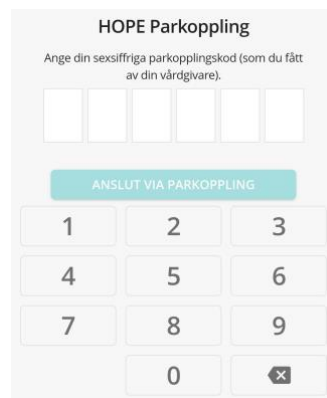 HOPE Parkoppling
Ange din sexsiffriga parkopplingskod (som du fått
av din vårdgivare).
ANSLUT VIA PARKOPPLING
1 2 3
4 5 6
7 8 9
0